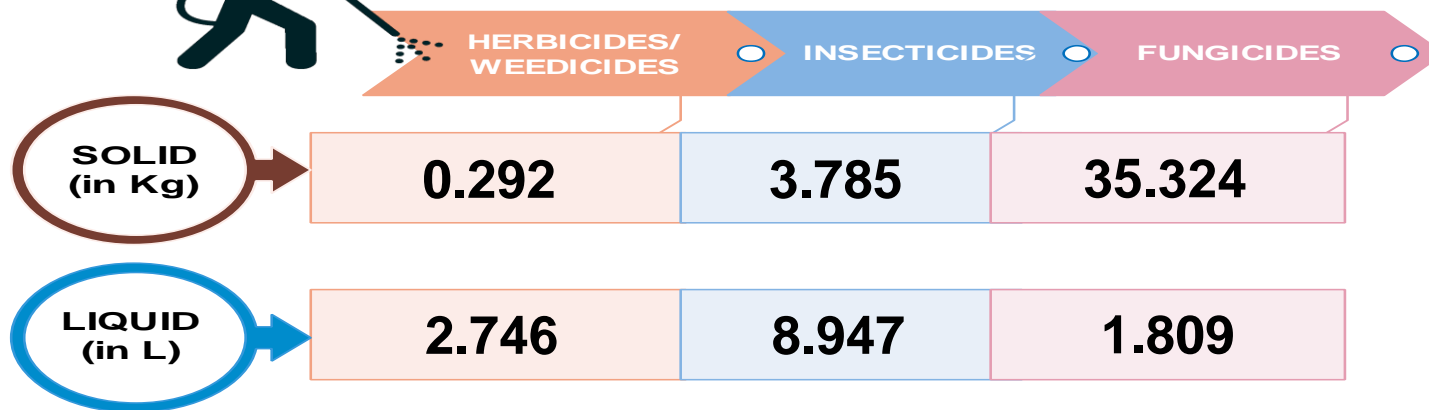 HERBICIDES/
WEEDICIDES
INSECTICIDES
FUNGICIDES
SOLID
(in Kg)
0.292
3.785
35.324
LIQUID
(in L)
2.746
8.947
1.809